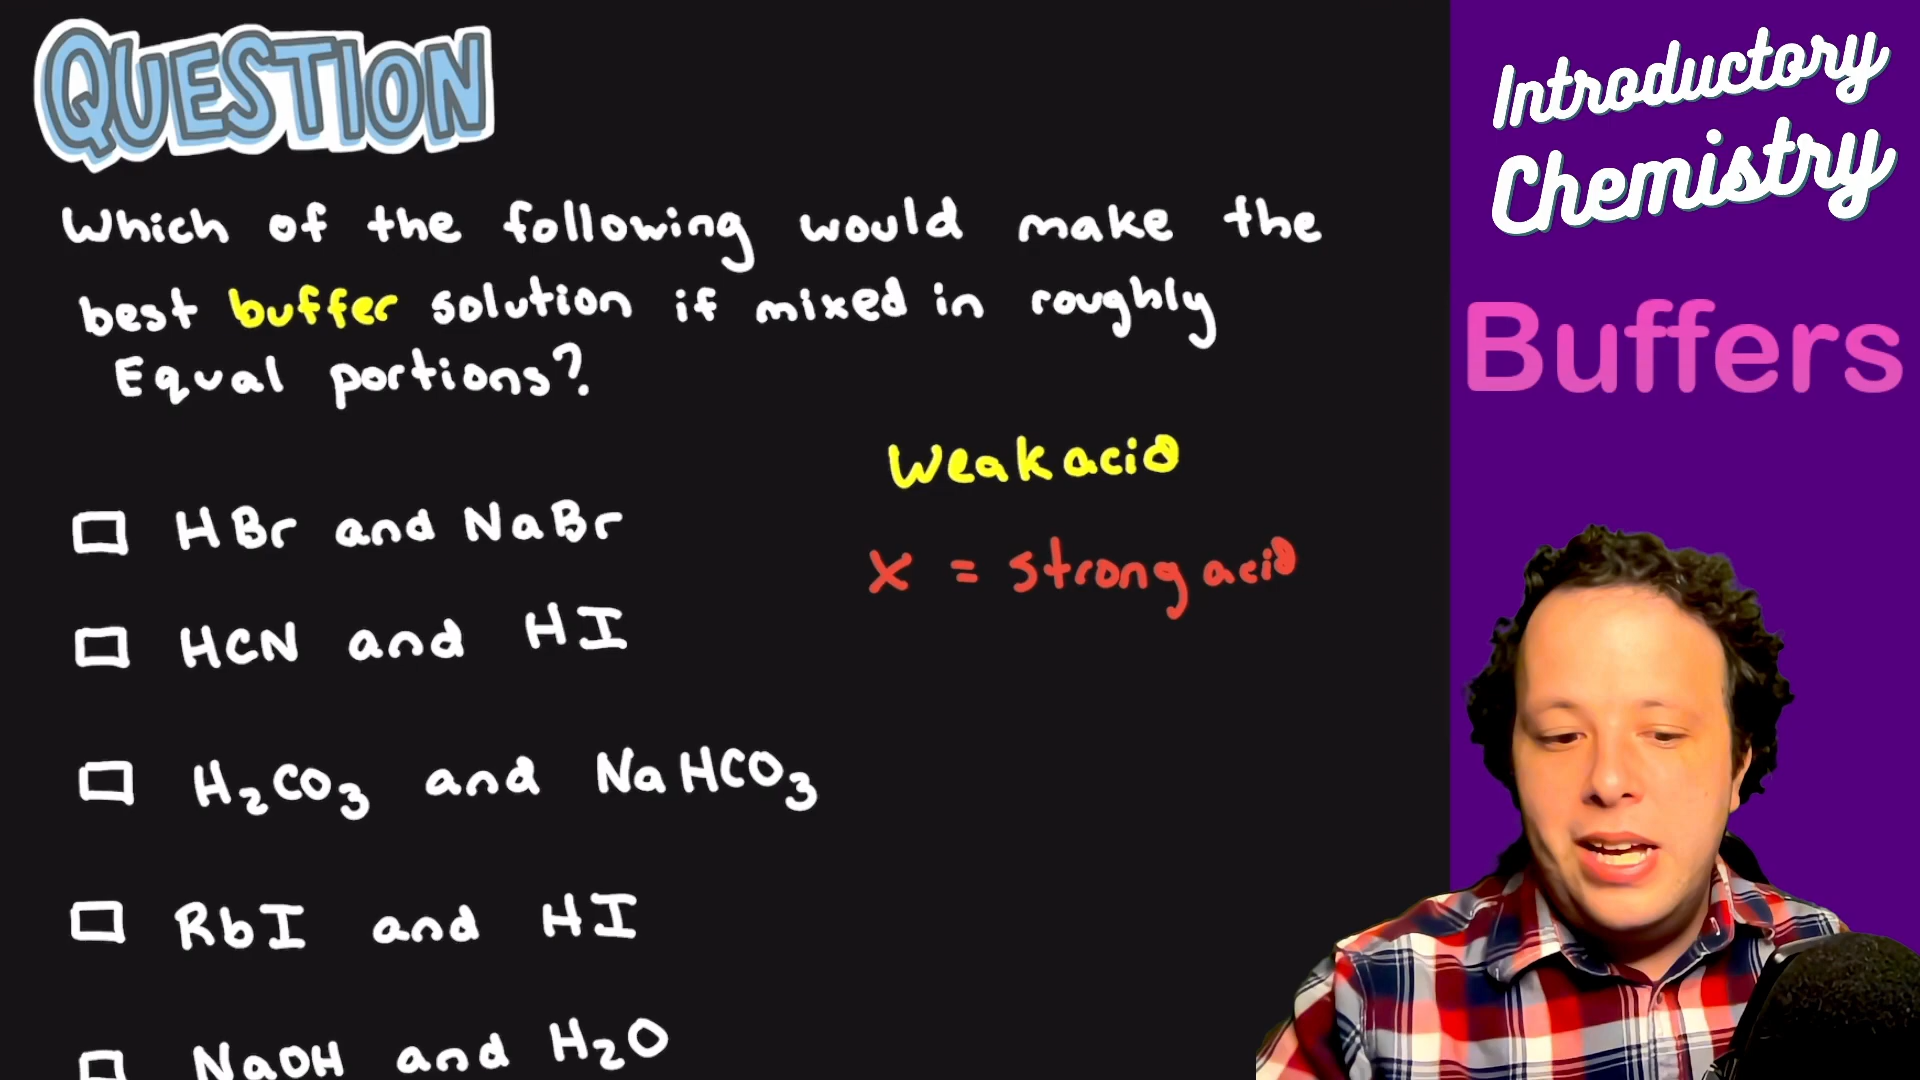 QUESTION
Which of the following would make the
best buffer solution if mixed in roughly
Equal portions?
Weak acid
x = strong acid
HBr and NaBr
HCN and HI
H₂CO₃ and NaHCO₃
RbI and HI
NaOH and H₂O
Introductory
Chemistry
Buffers